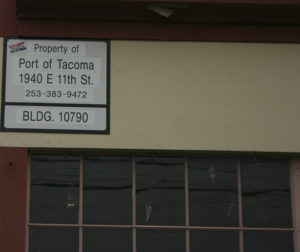 Property of
Port of Tacoma
1940 E 11th St.
253-383-9472
BLDG. 10790